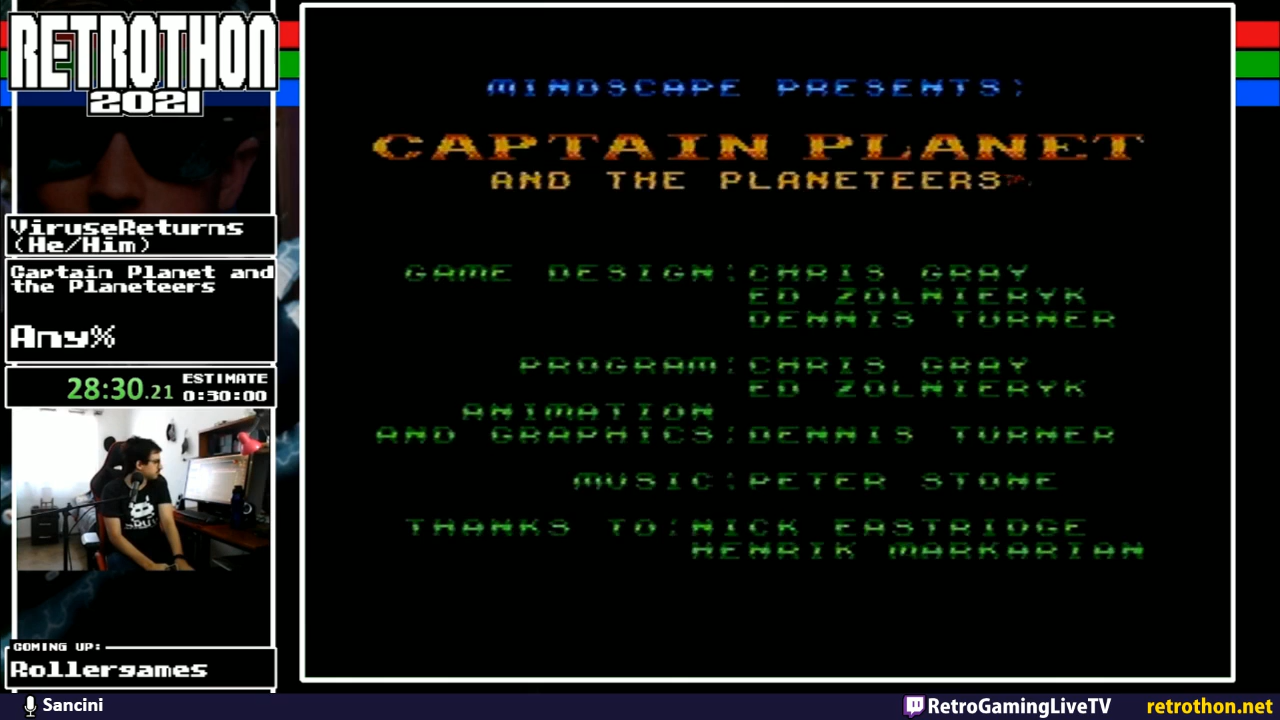 RETROTHON
2021
ViruseReturns
(He/Him)
Captain Planet and
the Planeteers
Any%
28:30.21
ESTIMATE
0:30:00
COMING UP:
Rollergames
Sancini
MINDSCAPE PRESENTS:
CAPTAIN PLANET
AND THE PLANETEERS™
GAME DESIGN:CHRIS GRAY
ED ZOLNIERYK
DENNIS TURNER
PROGRAM:CHRIS GRAY
ED ZOLNIERYK
ANIMATION
AND GRAPHICS:DENNIS TURNER
MUSIC:PETER STONE
THANKS TO:NICK EASTRIDGE
HENRIK MARKARIAN
RetroGamingLiveTV
retrothon.net